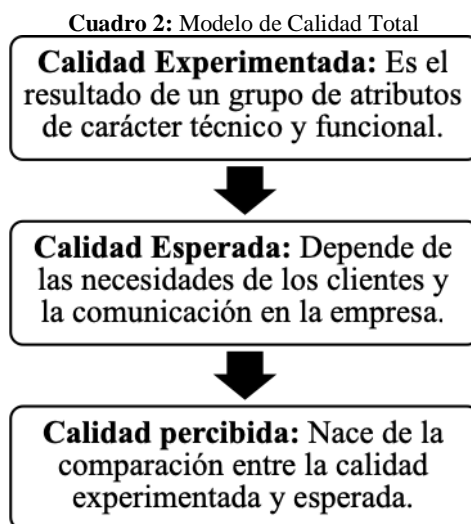 Cuadro 2: Modelo de Calidad Total
Calidad Experimentada: Es el
resultado de un grupo de atributos
de carácter técnico y funcional.
Calidad Esperada: Depende de
las necesidades de los clientes y
la comunicación en la empresa.
Calidad percibida: Nace de la
comparación entre la calidad
experimentada y esperada.